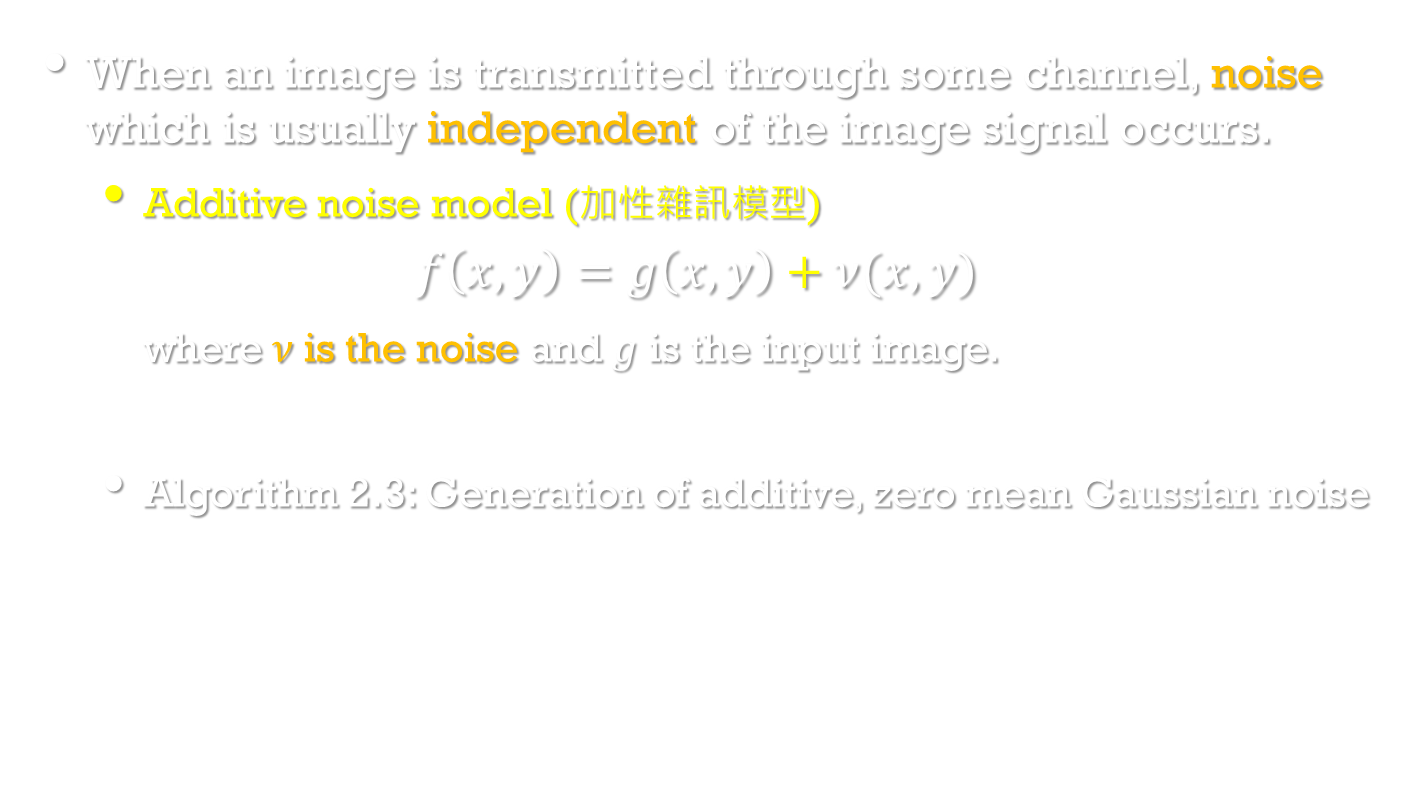 • When an image is transmitted through some channel, noise
which is usually independent of the image signal occurs.
• Additive noise model (加性雜訊模型)
f(x,y) = g(x,y) + ν(x,y)
where ν is the noise and g is the input image.
• Algorithm 2.3: Generation of additive, zero mean Gaussian noise